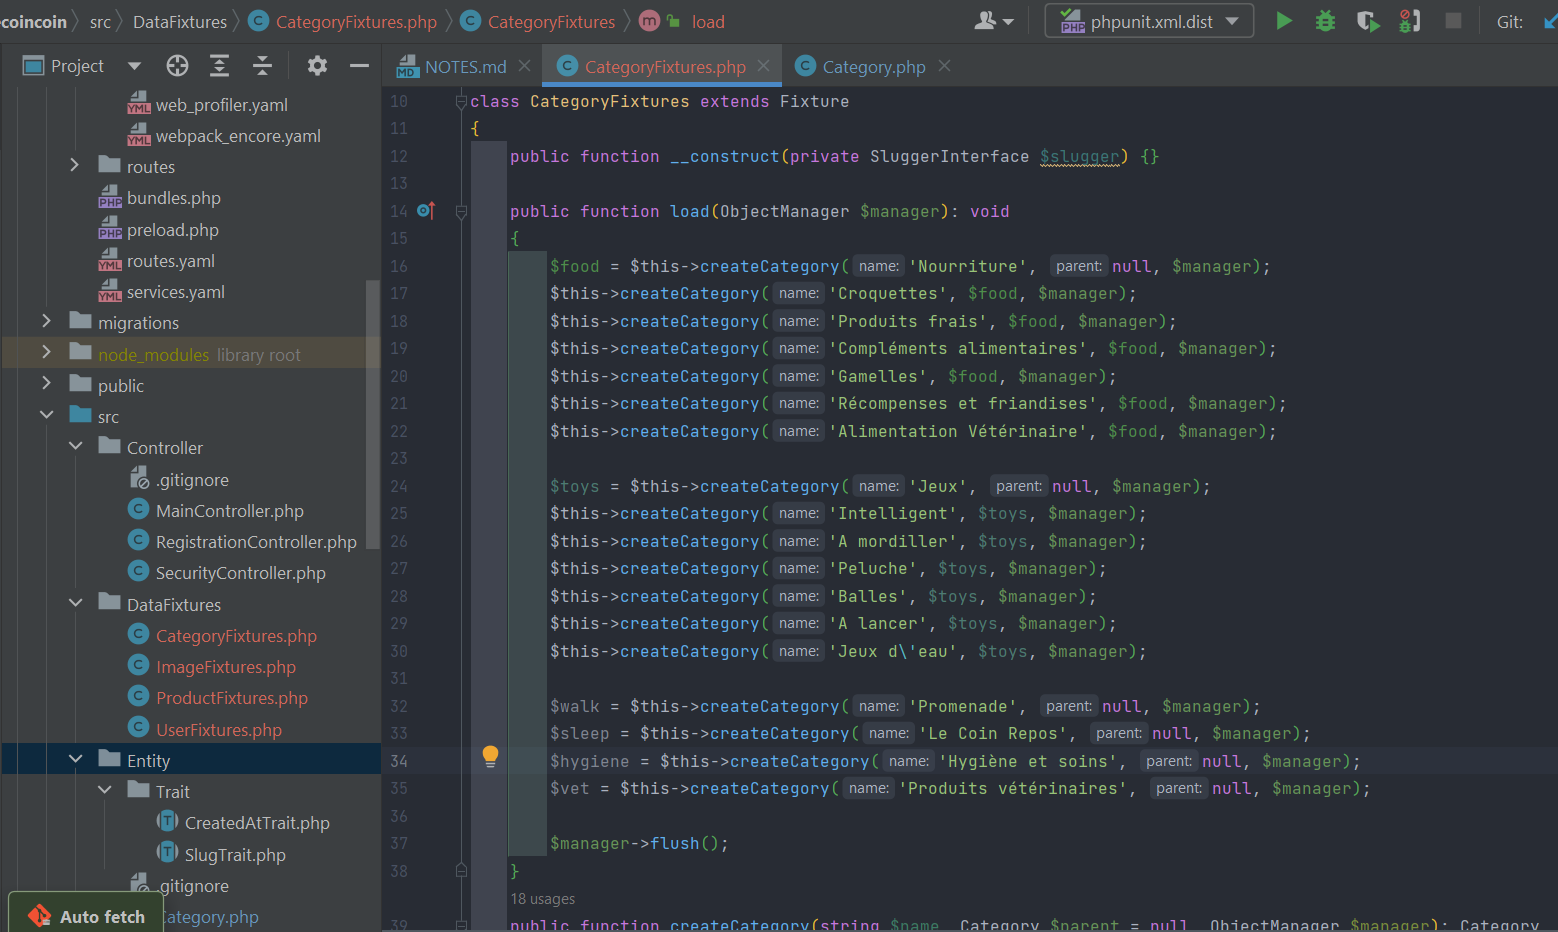 coincoin src DataFixtures CategoryFixtures.php CategoryFixtures m load phpunit.xml.dist Git:
Project
NOTES.md CategoryFixtures.php Category.php
web_profiler.yaml
webpack_encore.yaml
routes
bundles.php
preload.php
routes.yaml
services.yaml
migrations
node_modules library root
public
src
Controller
.gitignore
MainController.php
RegistrationController.php
SecurityController.php
DataFixtures
CategoryFixtures.php
ImageFixtures.php
ProductFixtures.php
UserFixtures.php
Entity
Trait
CreatedAtTrait.php
SlugTrait.php
.gitignore
Category.php
Auto fetch
10 class CategoryFixtures extends Fixture
11 {
12 public function __construct(private SluggerInterface $slugger) {}
13
14 public function load(ObjectManager $manager): void
15 {
16 $food = $this->createCategory( name: 'Nourriture', parent: null, $manager);
17 $this->createCategory( name: 'Croquettes', $food, $manager);
18 $this->createCategory( name: 'Produits frais', $food, $manager);
19 $this->createCategory( name: 'Compléments alimentaires', $food, $manager);
20 $this->createCategory( name: 'Gamelles', $food, $manager);
21 $this->createCategory( name: 'Récompenses et friandises', $food, $manager);
22 $this->createCategory( name: 'Alimentation Vétérinaire', $food, $manager);
23
24 $toys = $this->createCategory( name: 'Jeux', parent: null, $manager);
25 $this->createCategory( name: 'Intelligent', $toys, $manager);
26 $this->createCategory( name: 'A mordiller', $toys, $manager);
27 $this->createCategory( name: 'Peluche', $toys, $manager);
28 $this->createCategory( name: 'Balles', $toys, $manager);
29 $this->createCategory( name: 'A lancer', $toys, $manager);
30 $this->createCategory( name: 'Jeux d\'eau', $toys, $manager);
31
32 $walk = $this->createCategory( name: 'Promenade', parent: null, $manager);
33 $sleep = $this->createCategory( name: 'Le Coin Repos', parent: null, $manager);
34 $hygiene = $this->createCategory( name: 'Hygiène et soins', parent: null, $manager);
35 $vet = $this->createCategory( name: 'Produits vétérinaires', parent: null, $manager);
36
37 $manager->flush();
38 }
18 usages
39 public function createCategory(string $name, Category $parent = null, ObjectManager $manager): Category